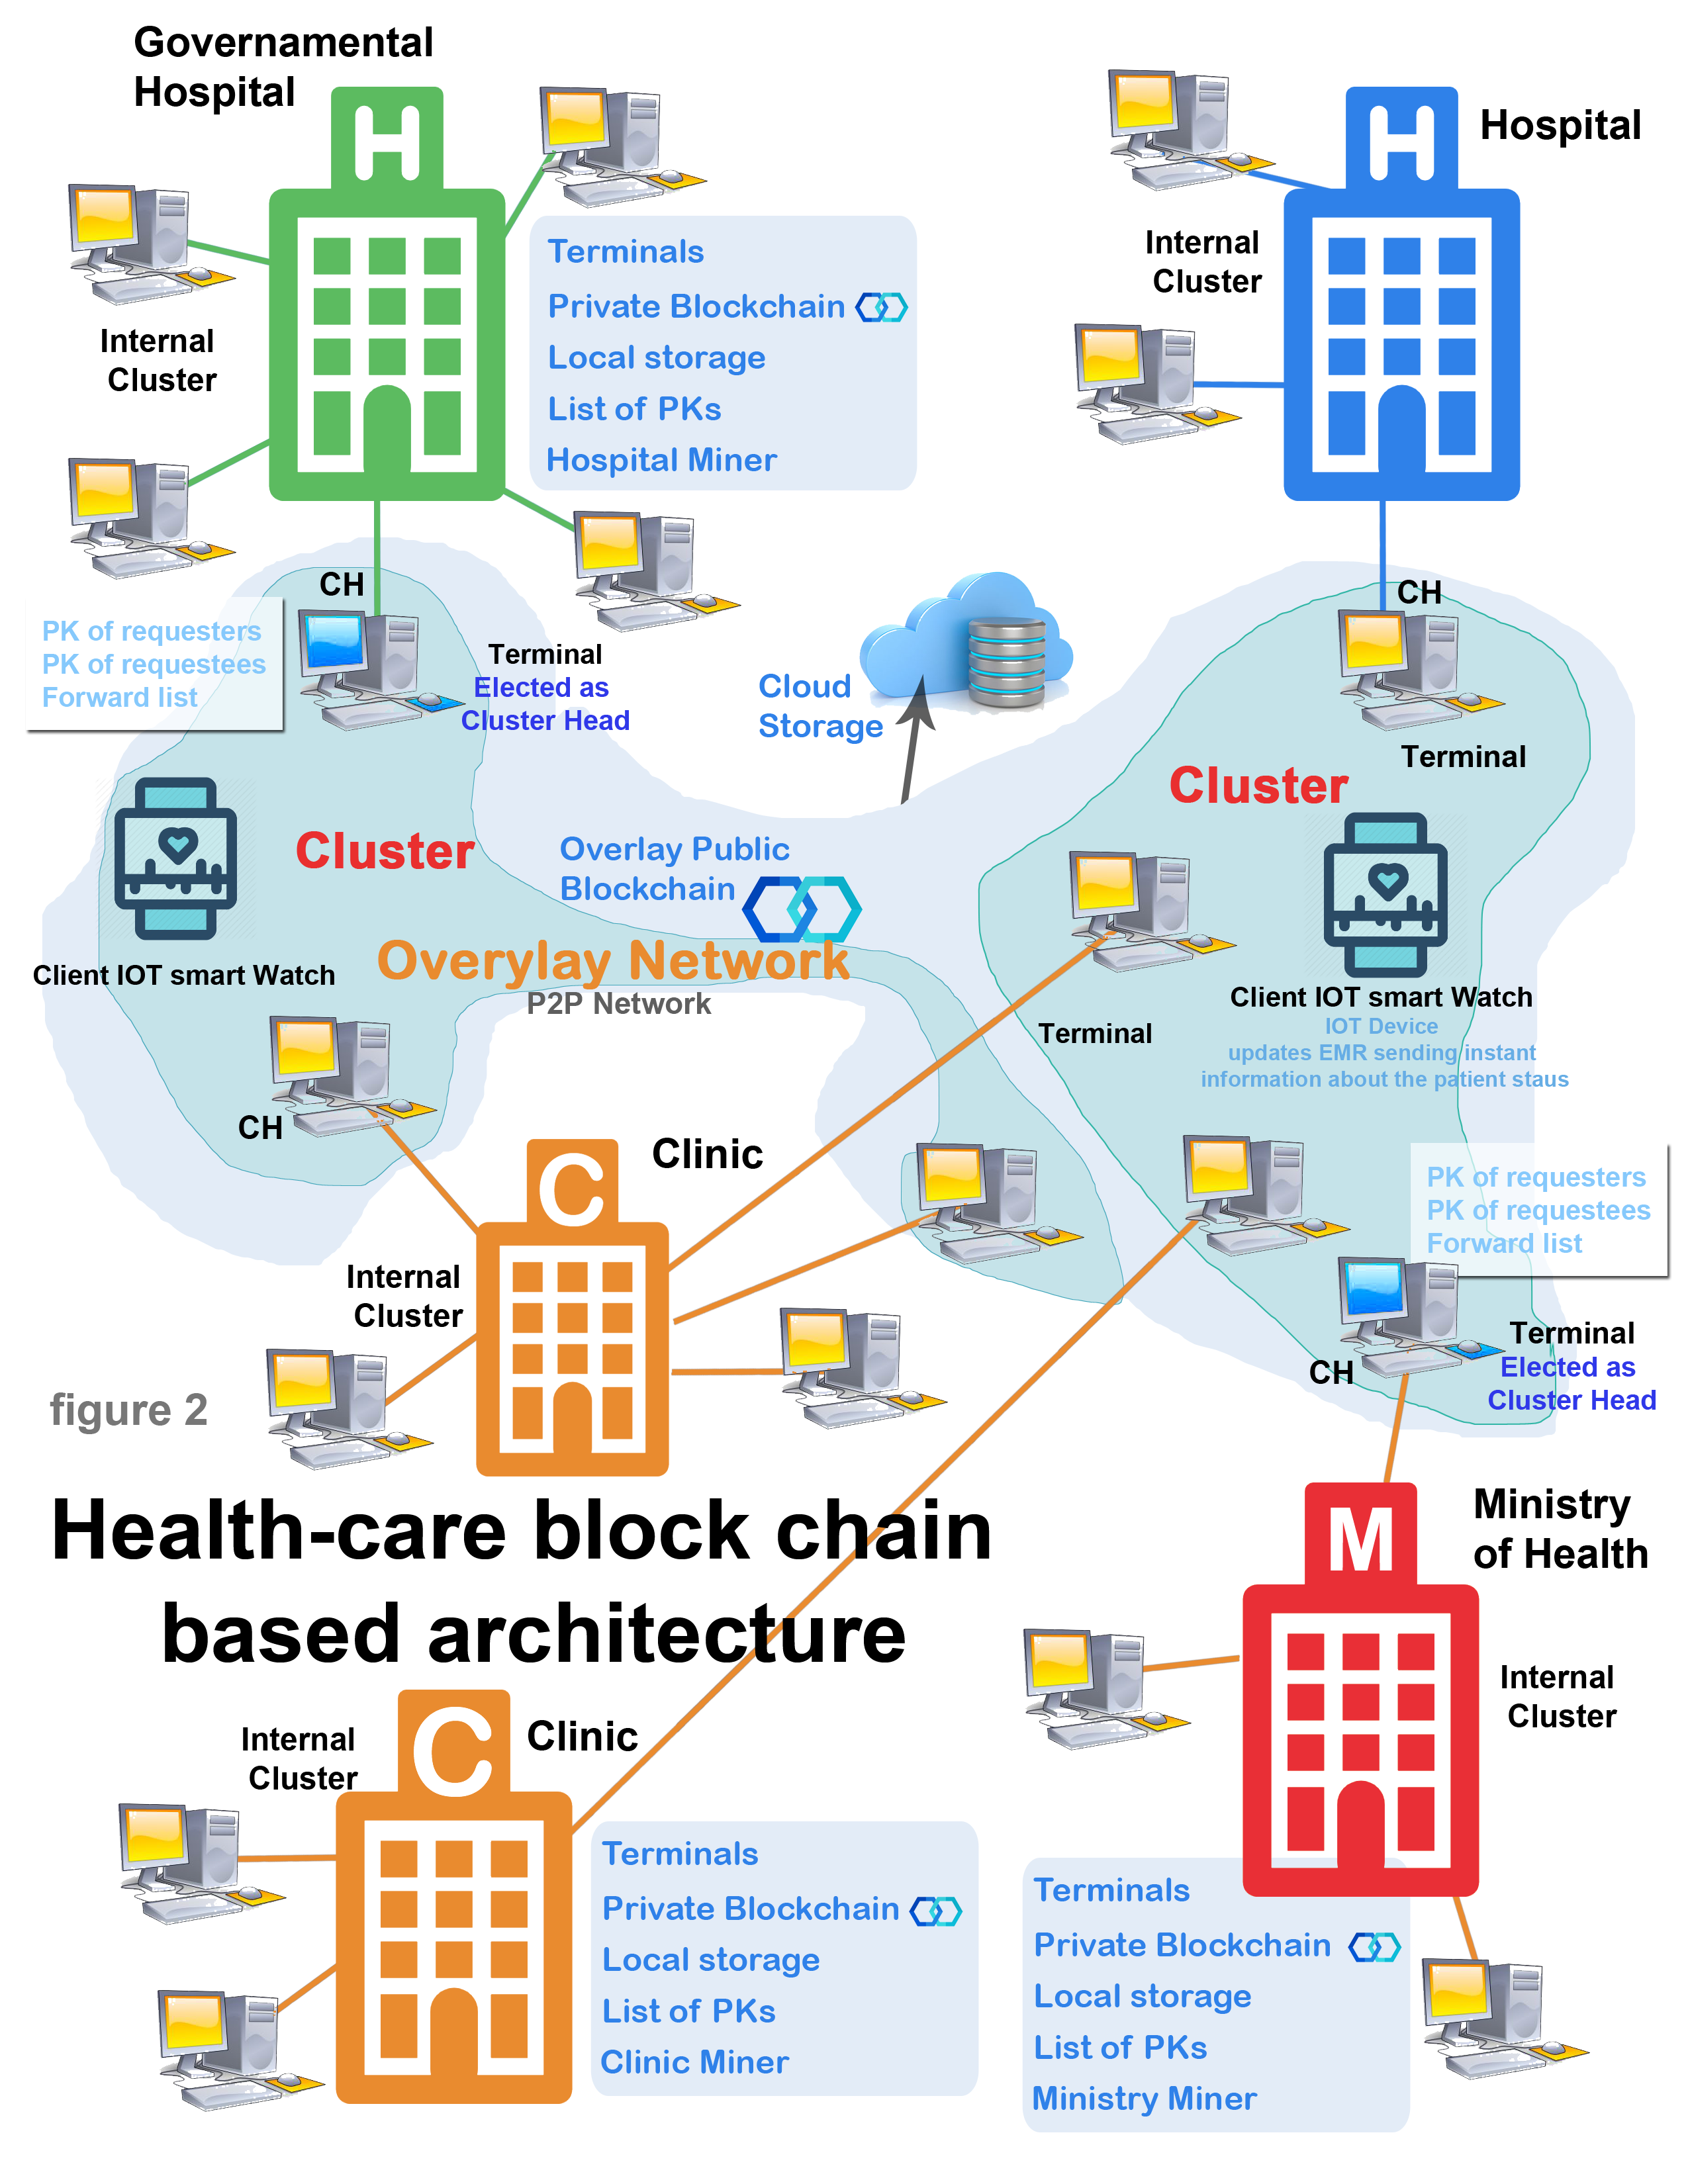 Governamental
Hospital
H
Internal
Cluster
Terminals
Private Blockchain
Local storage
List of PKs
Hospital Miner
H
Hospital
Internal
Cluster
CH
PK of requesters
PK of requestees
Forward list
Terminal
Elected as
Cluster Head
Cloud
Storage
CH
Terminal
Cluster
Cluster
Client IOT smart Watch
Overlay Public
Blockchain
Overylay Network
P2P Network
Terminal
Client IOT smart Watch
IOT Device
updates EMR sending instant
information about the patient staus
CH
C
Clinic
Internal
Cluster
PK of requesters
PK of requestees
Forward list
CH
Terminal
Elected as
Cluster Head
figure 2
Health-care block chain
based architecture
M
Ministry
of Health
Internal
Cluster
Internal
Cluster
C
Clinic
Terminals
Private Blockchain
Local storage
List of PKs
Clinic Miner
Terminals
Private Blockchain
Local storage
List of PKs
Ministry Miner